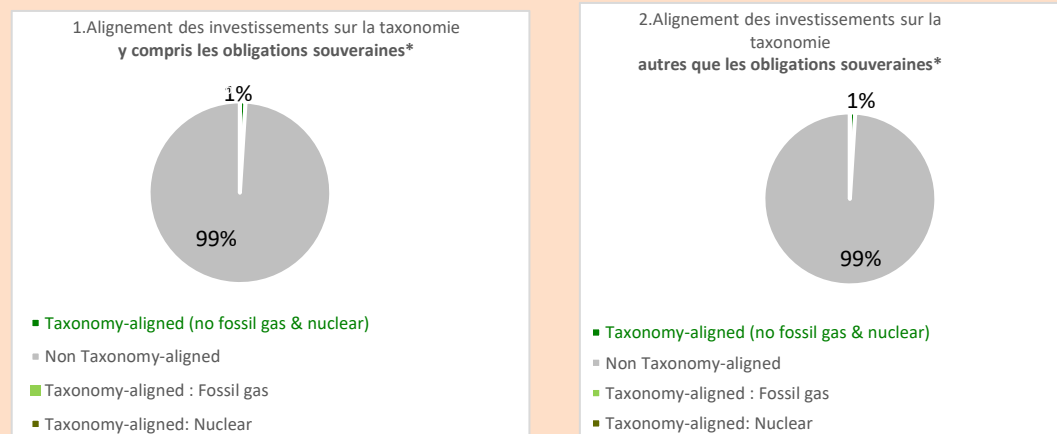 1.Alignement des investissements sur la taxonomie
y compris les obligations souveraines*
1%
99%
▪ Taxonomy-aligned (no fossil gas & nuclear)
▪ Non Taxonomy-aligned
▪ Taxonomy-aligned : Fossil gas
▪ Taxonomy-aligned: Nuclear
2.Alignement des investissements sur la
taxonomie
autres que les obligations souveraines*
1%
99%
▪ Taxonomy-aligned (no fossil gas & nuclear)
▪ Non Taxonomy-aligned
▪ Taxonomy-aligned : Fossil gas
▪ Taxonomy-aligned: Nuclear